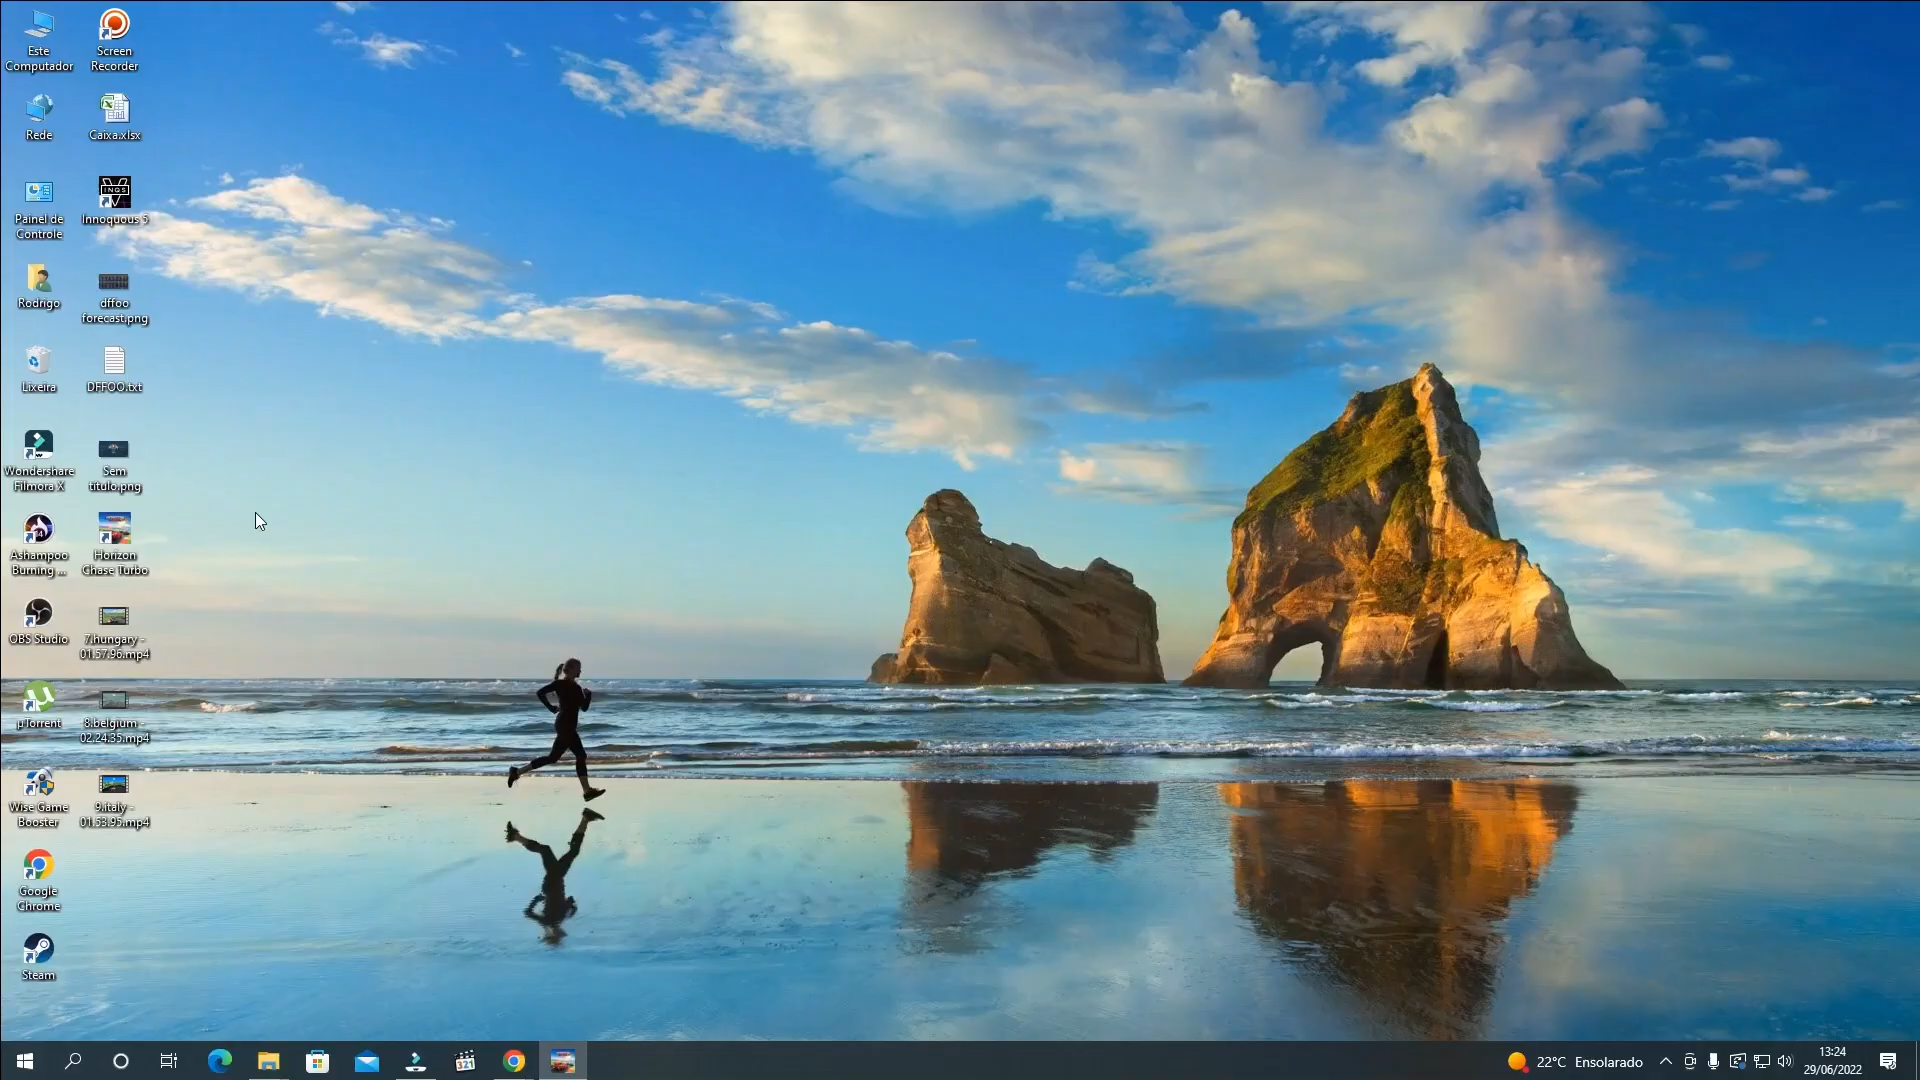 Este
Computador
Screen
Recorder
Rede
Caixa.xlsx
Painel de
Controle
INQS
Innoquous 5
Rodrigo
dffoo
forecast.png
Lixeira
DFFOO.txt
Wondershare
Filmora X
Sem
título.png
Ashampoo
Burning ...
Horizon
Chase Turbo
OBS Studio
7.hungary -
01.57.96.mp4
µTorrent
8.belgium -
02.24.35.mp4
Wise Game
Booster
9.italy -
01.53.95.mp4
Google
Chrome
Steam
321
22°C Ensolarado
13:24
29/06/2022